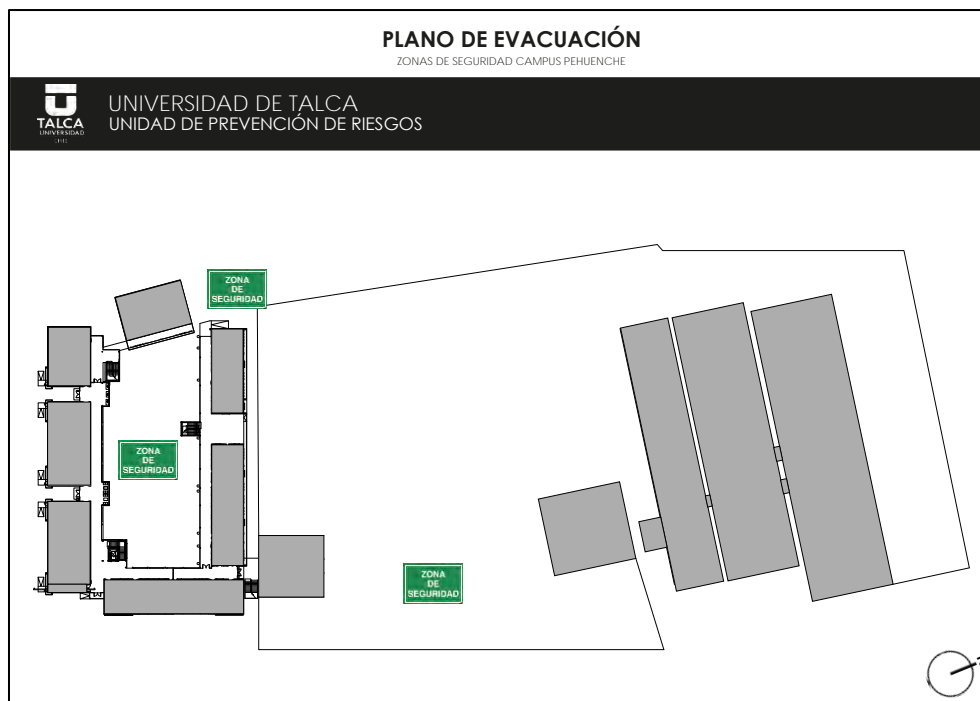 PLANO DE EVACUACIÓN
ZONAS DE SEGURIDAD CAMPUS PEHUENCHE
TALCA
UNIVERSIDAD
CHILE
UNIVERSIDAD DE TALCA
UNIDAD DE PREVENCIÓN DE RIESGOS
ZONA
DE
SEGURIDAD
ZONA
DE
SEGURIDAD
ZONA
DE
SEGURIDAD